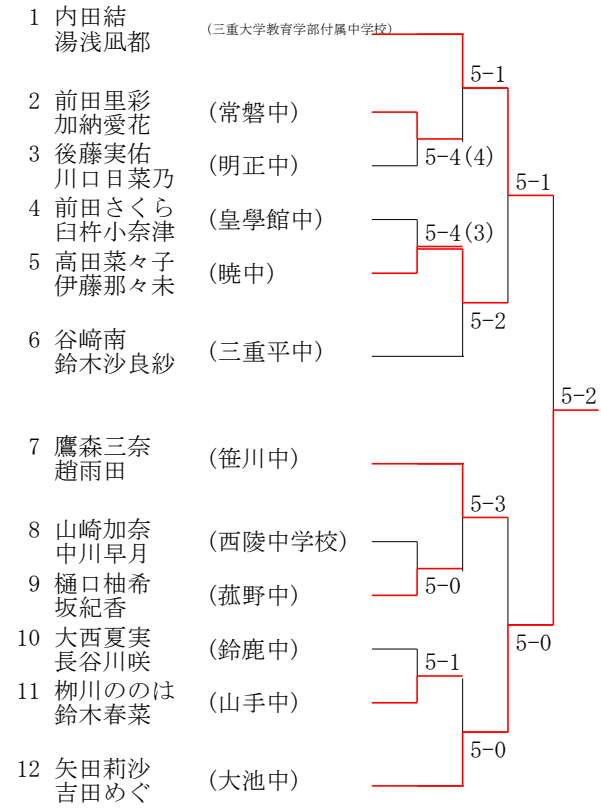 1 内田結
湯浅凪都
(三重大学教育学部付属中学校)
5-1
2 前田里彩
加納愛花
(常磐中)
3 後藤実佑
川口日菜乃
(明正中)
5-4(4)
5-1
4 前田さくら
臼杵小奈津
(皇學館中)
5-4(3)
5 高田菜々子
伊藤那々未
(暁中)
5-2
6 谷﨑南
鈴木沙良紗
(三重平中)
5-2
7 鷹森三奈
趙雨田
(笹川中)
5-3
8 山崎加奈
中川早月
(西陵中学校)
5-0
9 樋口柚希
坂紀香
(菰野中)
10 大西夏実
長谷川咲
(鈴鹿中)
5-1
5-0
11 栁川ののは
鈴木春菜
(山手中)
5-0
12 矢田莉沙
吉田めぐ
(大池中)